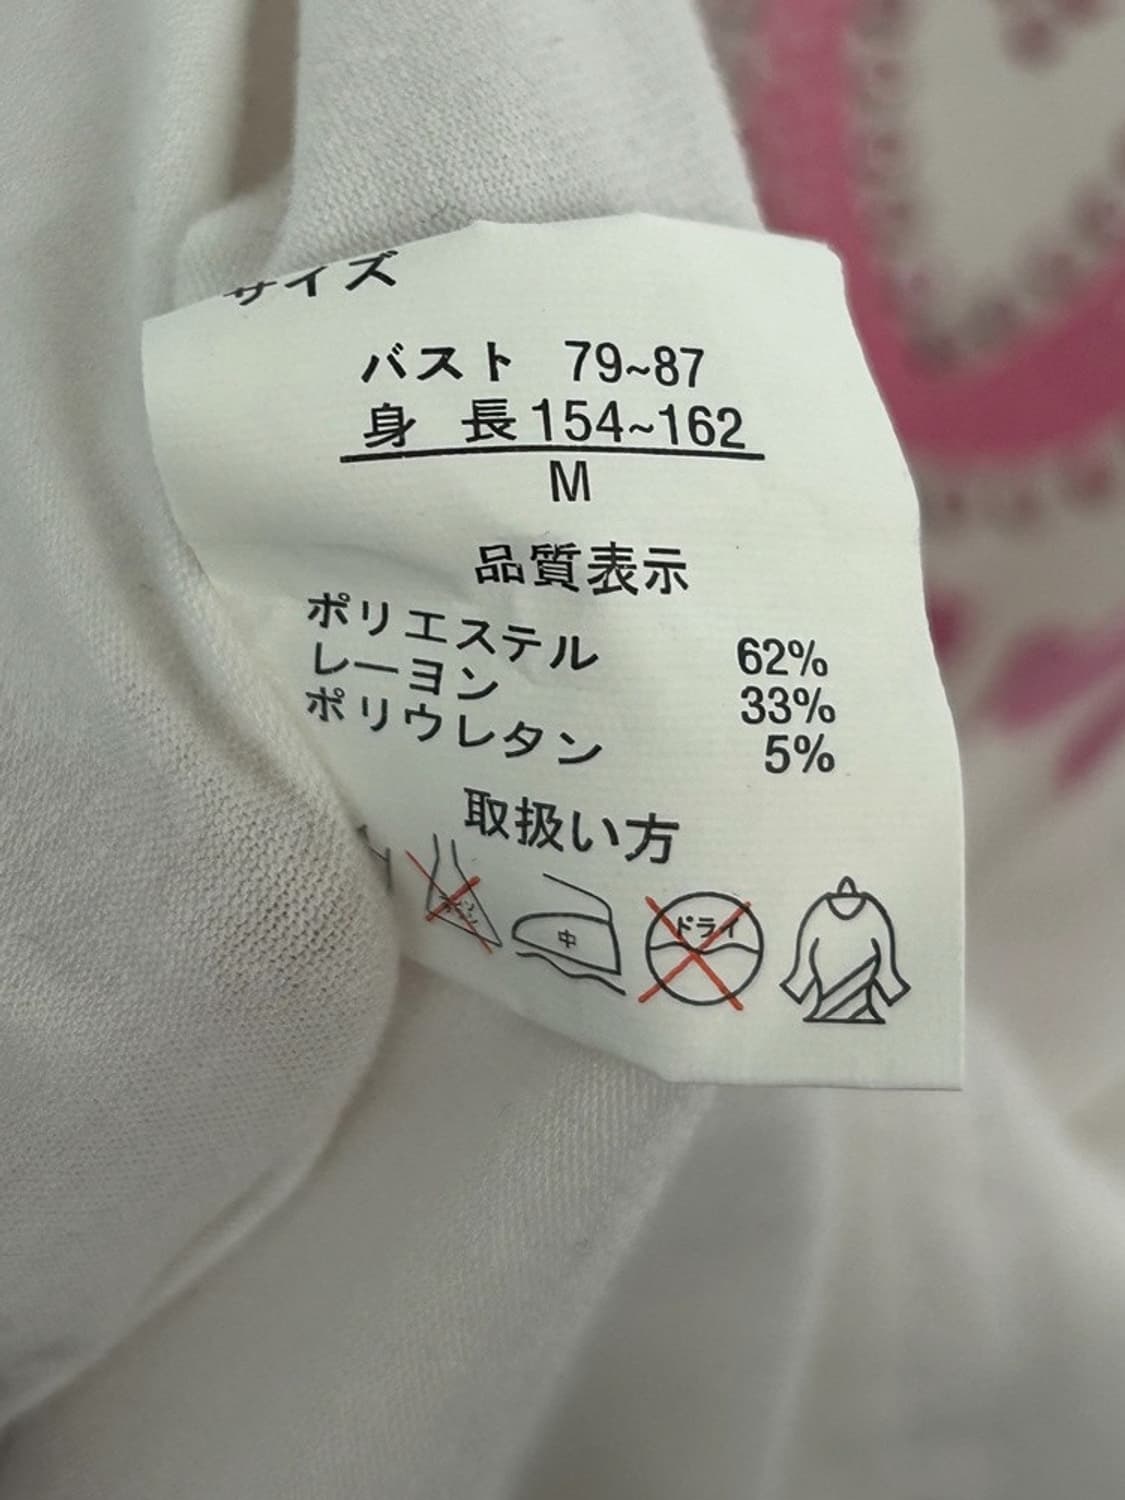 サイズ
バスト 79~87
身 長 154~162
M
品質表示
ポリエステル 62%
レーヨン 33%
ポリウレタン 5%
取扱い方
中
ドライ